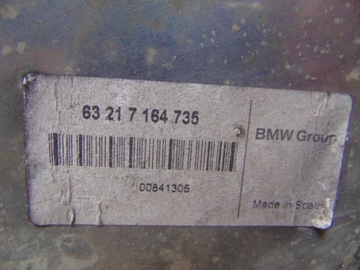 63 21 7 164 735
BMW Group
00841305
Made in Spain